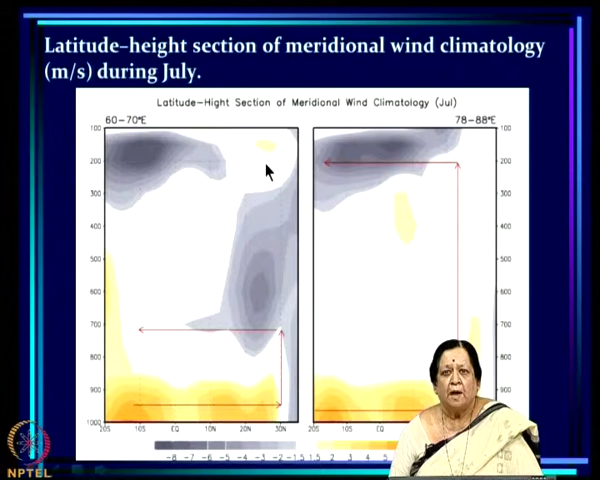 Latitude-height section of meridional wind climatology
(m/s) during July.
Latitude-Hight Section of Meridional Wind Climatology (Jul)
60-70°E 78-88°E
100 100
200 200
300 300
400 400
500 500
600 600
700 700
800 800
900 900
1000
20S 10S EQ 10N 20N 30N 20S 10S EQ
-8 -7 -6 -5 -4 -3 -2 -1.5 1.5 2 3 4 5
NPTEL